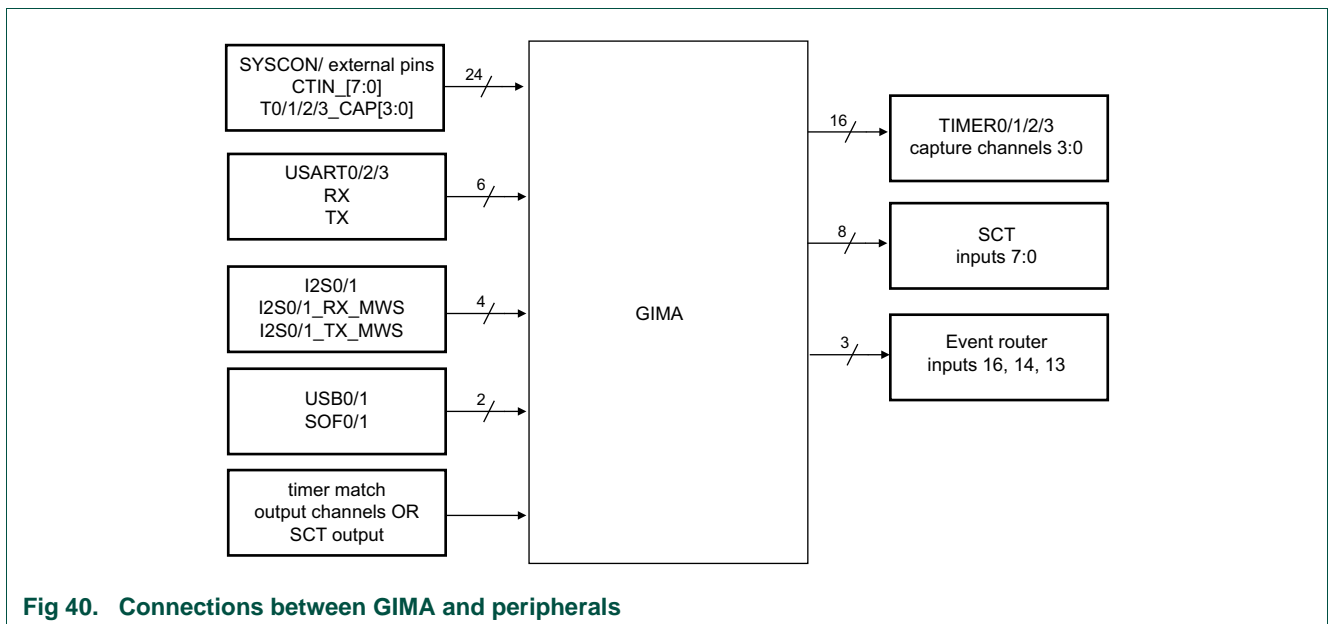 SYSCON/ external pins
CTIN_[7:0]
T0/1/2/3_CAP[3:0]
24
USART0/2/3
RX
TX
6
I2S0/1
I2S0/1_RX_MWS
I2S0/1_TX_MWS
4
USB0/1
SOF0/1
2
timer match
output channels OR
SCT output
GIMA
16
TIMER0/1/2/3
capture channels 3:0
8
SCT
inputs 7:0
3
Event router
inputs 16, 14, 13
Fig 40. Connections between GIMA and peripherals